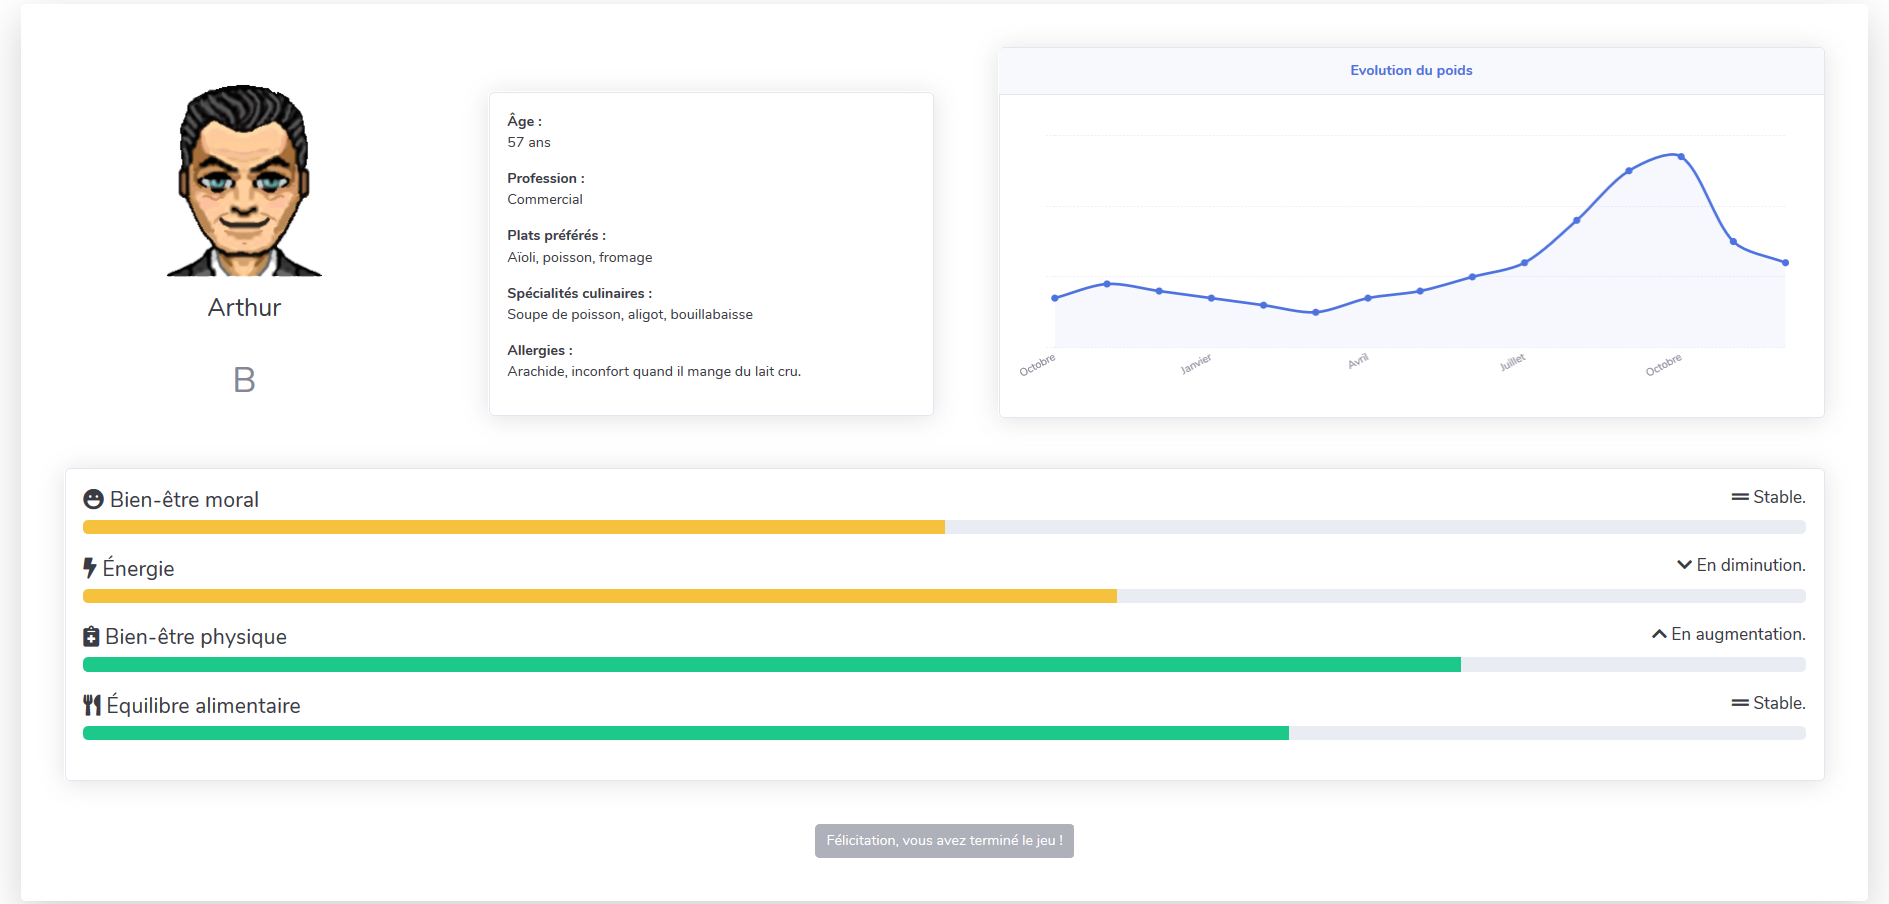 Arthur
B
Âge :
57 ans
Profession :
Commercial
Plats préférés :
Aïoli, poisson, fromage
Spécialités culinaires :
Soupe de poisson, aligot, bouillabaisse
Allergies :
Arachide, inconfort quand il mange du lait cru.
Evolution du poids
Octobre
Janvier
Avril
Juillet
Octobre
Bien-être moral
Stable.
Énergie
En diminution.
Bien-être physique
En augmentation.
Équilibre alimentaire
Stable.
Félicitation, vous avez terminé le jeu !